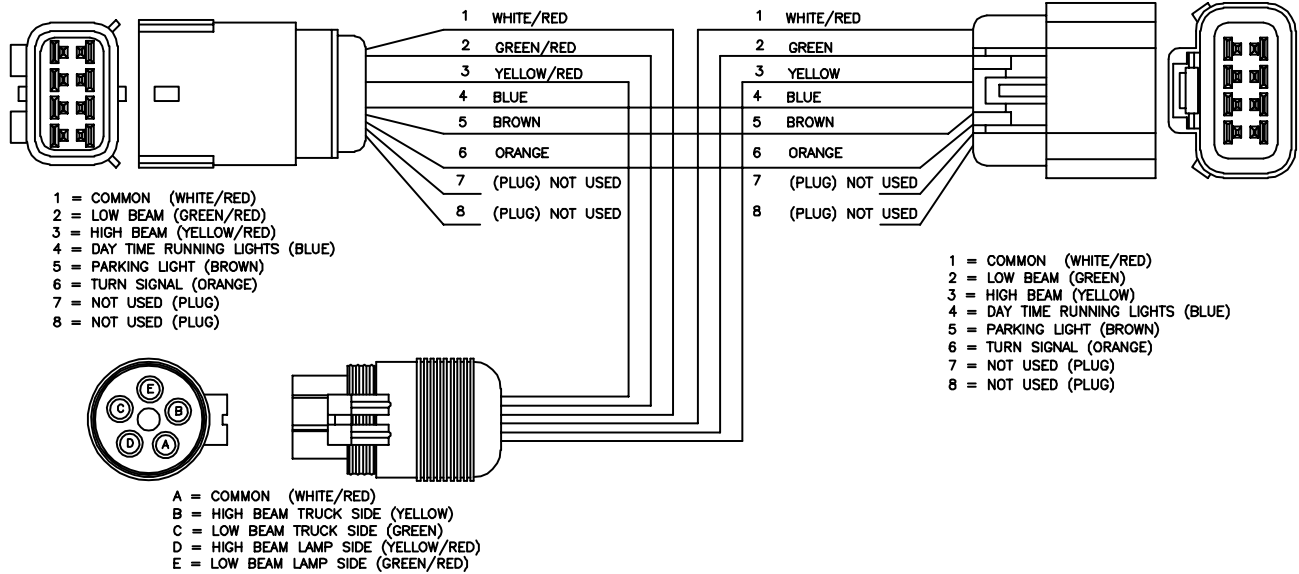 1 WHITE/RED
2 GREEN/RED
3 YELLOW/RED
4 BLUE
5 BROWN
6 ORANGE
7 (PLUG) NOT USED
8 (PLUG) NOT USED
1 WHITE/RED
2 GREEN
3 YELLOW
4 BLUE
5 BROWN
6 ORANGE
7 (PLUG) NOT USED
8 (PLUG) NOT USED
1 = COMMON (WHITE/RED)
2 = LOW BEAM (GREEN/RED)
3 = HIGH BEAM (YELLOW/RED)
4 = DAY TIME RUNNING LIGHTS (BLUE)
5 = PARKING LIGHT (BROWN)
6 = TURN SIGNAL (ORANGE)
7 = NOT USED (PLUG)
8 = NOT USED (PLUG)
1 = COMMON (WHITE/RED)
2 = LOW BEAM (GREEN)
3 = HIGH BEAM (YELLOW)
4 = DAY TIME RUNNING LIGHTS (BLUE)
5 = PARKING LIGHT (BROWN)
6 = TURN SIGNAL (ORANGE)
7 = NOT USED (PLUG)
8 = NOT USED (PLUG)
E
C
B
D
A
A = COMMON (WHITE/RED)
B = HIGH BEAM TRUCK SIDE (YELLOW)
C = LOW BEAM TRUCK SIDE (GREEN)
D = HIGH BEAM LAMP SIDE (YELLOW/RED)
E = LOW BEAM LAMP SIDE (GREEN/RED)